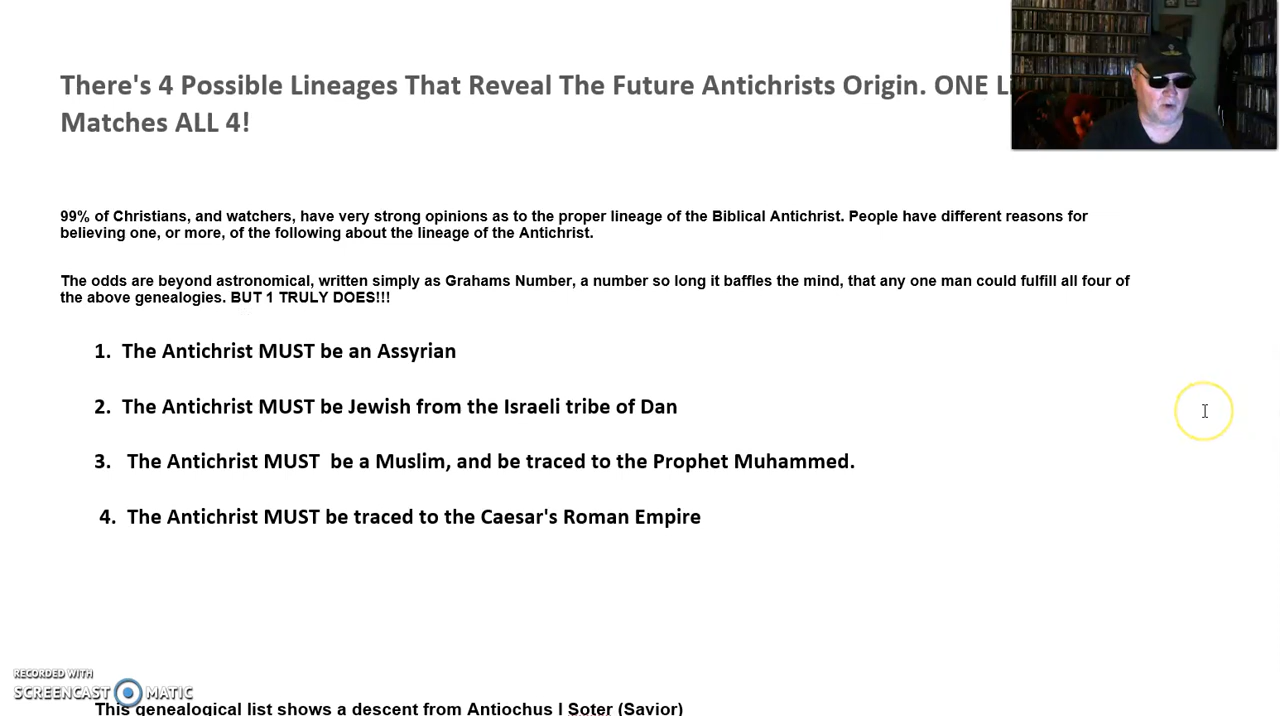 There's 4 Possible Lineages That Reveal The Future Antichrists Origin. ONE
Matches ALL 4!
99% of Christians, and watchers, have very strong opinions as to the proper lineage of the Biblical Antichrist. People have different reasons for
believing one, or more, of the following about the lineage of the Antichrist.
The odds are beyond astronomical, written simply as Grahams Number, a number so long it baffles the mind, that any one man could fulfill all four of
the above genealogies. BUT 1 TRULY DOES!!!
1. The Antichrist MUST be an Assyrian
2. The Antichrist MUST be Jewish from the Israeli tribe of Dan
3. The Antichrist MUST be a Muslim, and be traced to the Prophet Muhammed.
4. The Antichrist MUST be traced to the Caesar's Roman Empire
RECORDED WITH
SCREENCAST MATIC
This genealogical list shows a descent from Antiochus I Soter (Savior)